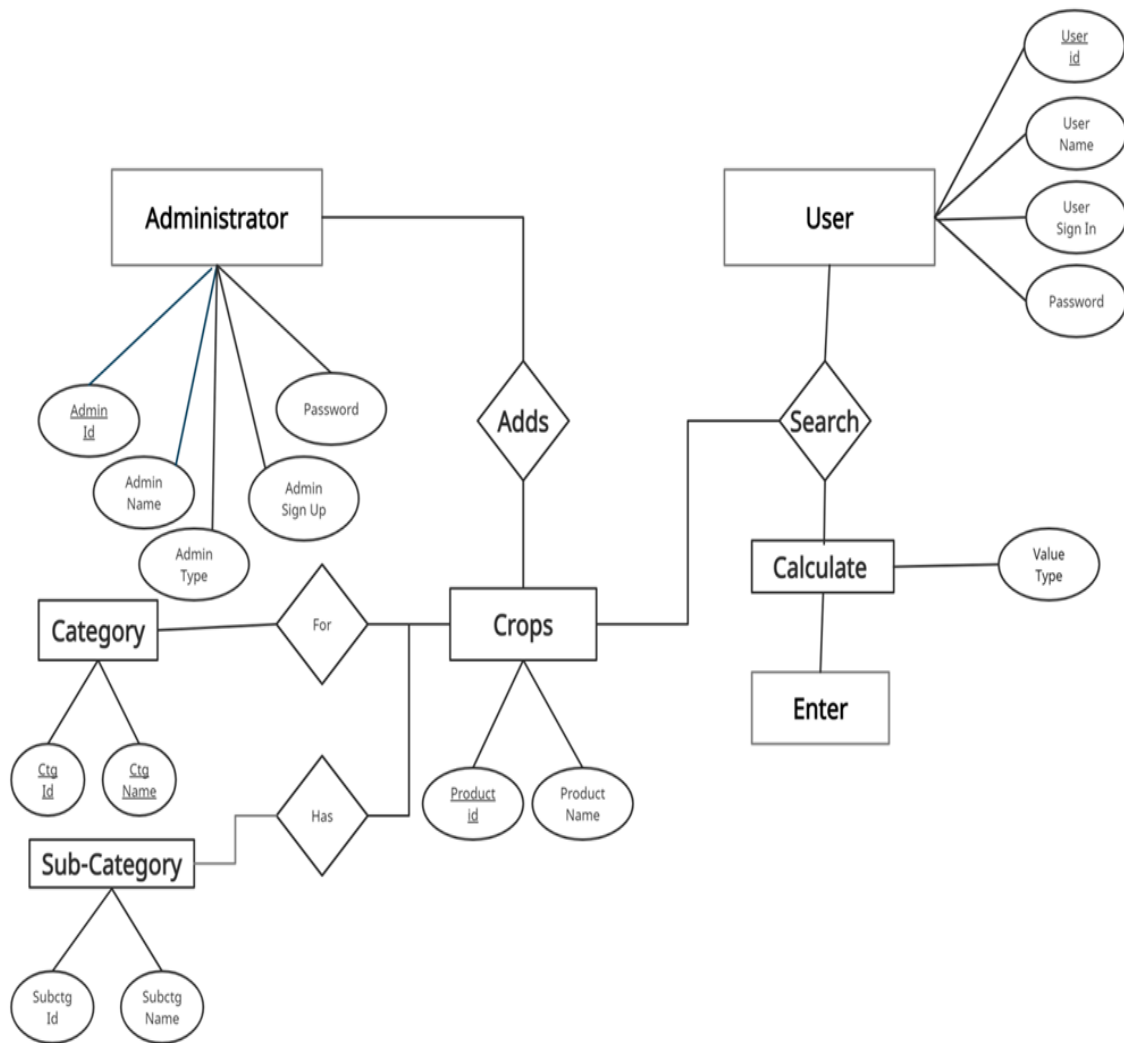 User
id
User
Name
User
Sign In
Password
Administrator
User
Admin
Id
Password
Admin
Name
Admin
Sign Up
Admin
Type
Adds
Search
Calculate
Value
Type
Category
For
Crops
Enter
Ctg
Id
Ctg
Name
Product
id
Product
Name
Has
Sub-Category
Subctg
Id
Subctg
Name